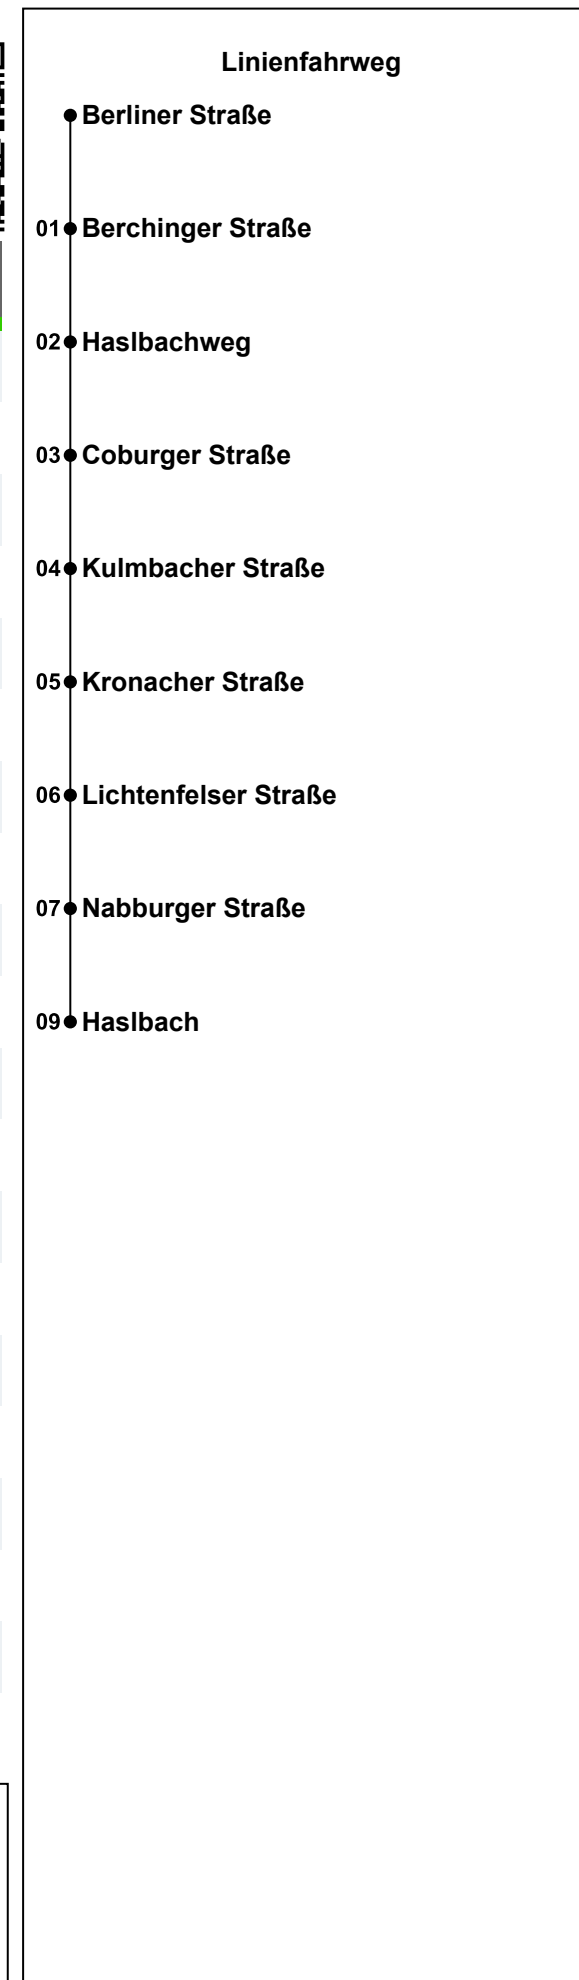 Linienfahrweg
Berliner Straße
01 Berchinger Straße
02 Haslbachweg
03 Coburger Straße
04 Kulmbacher Straße
05 Kronacher Straße
06 Lichtenfelser Straße
07 Nabburger Straße
09 Haslbach